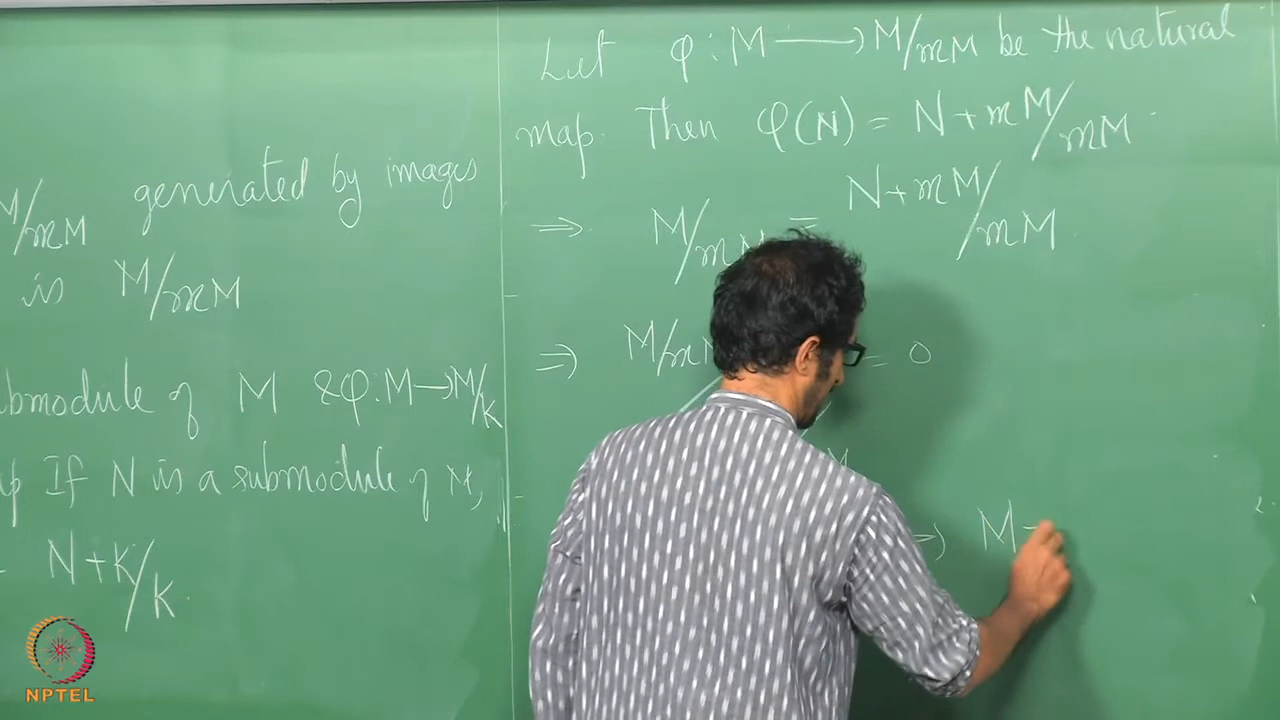 M/mM generated by images
is M/mM
submodule of M & φ : M → M/K
If N is a submodule of M,
N + K/K
Let φ : M → M/mM be the natural
map. Then φ(N) = N + mM/mM.
⇒ M/mM = N + mM/mM
⇒ M/mM = 0
⇒ M
NPTEL